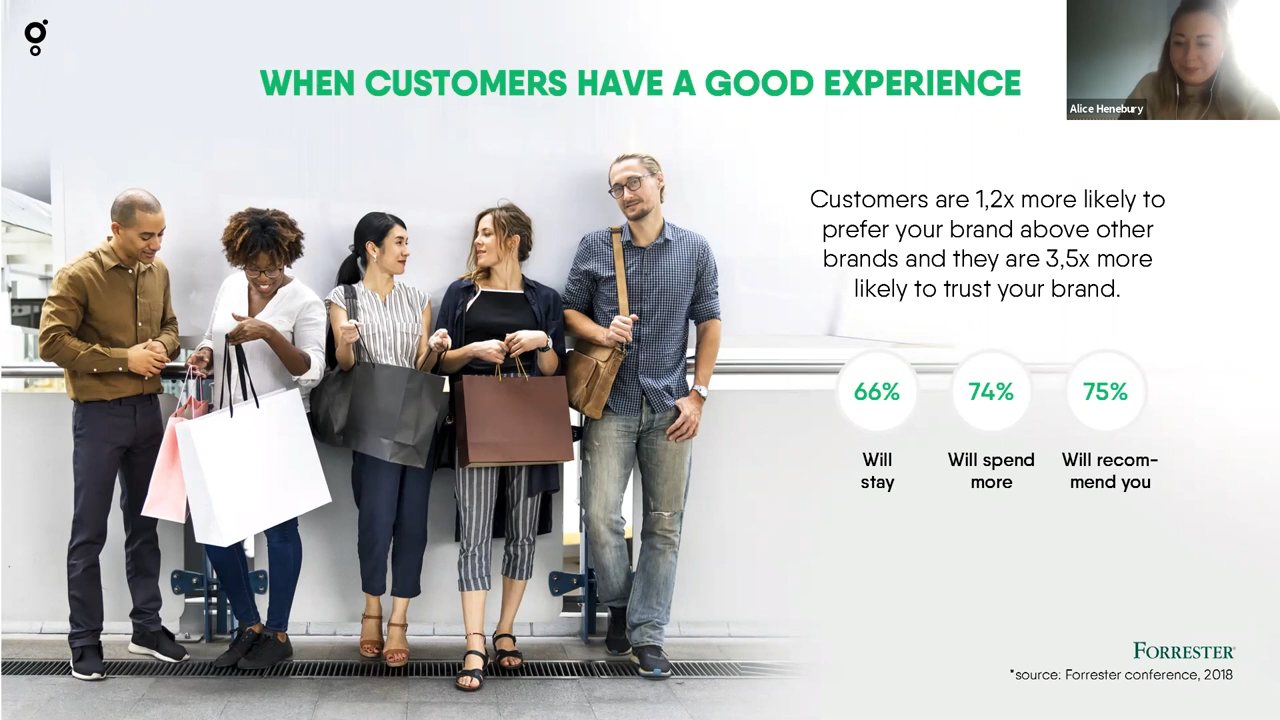 WHEN CUSTOMERS HAVE A GOOD EXPERIENCE
Alice Henebury
Customers are 1,2x more likely to
prefer your brand above other
brands and they are 3,5x more
likely to trust your brand.
66%
74%
75%
Will
stay
Will spend
more
Will recom-
mend you
FORRESTER®
*source: Forrester conference, 2018